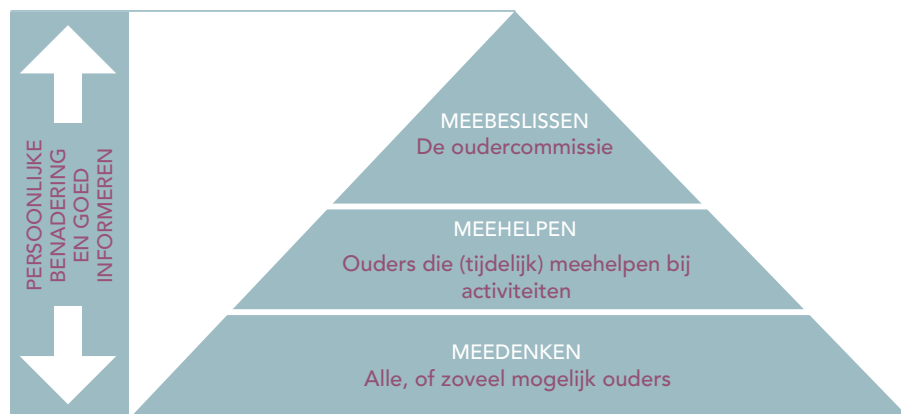 PERSOONLIJKE
BENADERING
EN GOED
INFORMEREN
MEEBESLISSEN
De oudercommissie
MEEHELPEN
Ouders die (tijdelijk) meehelpen bij
activiteiten
MEEDENKEN
Alle, of zoveel mogelijk ouders